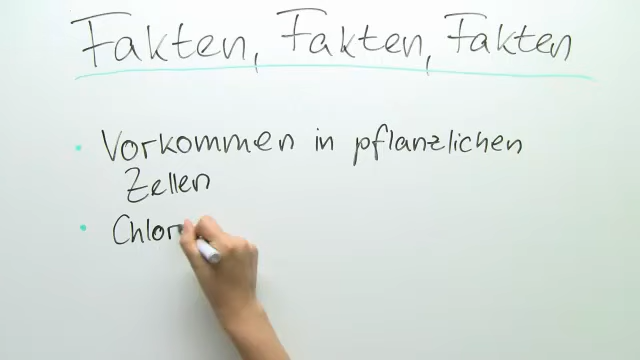 Fakten, Fakten, Fakten
• Vorkommen in pflanzlichen
Zellen
• Chlor